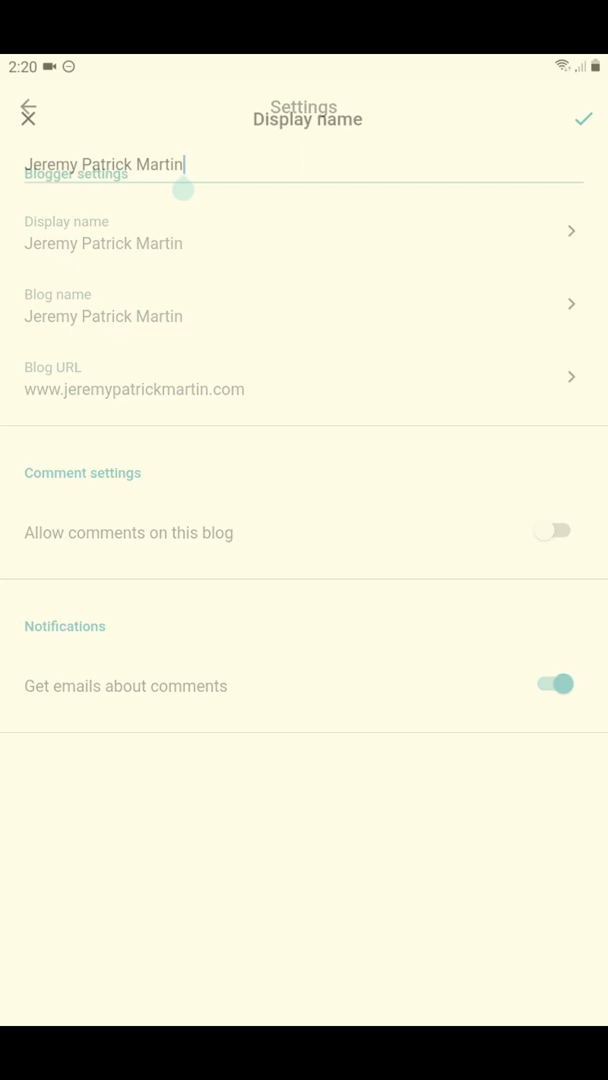 2:20
Settings
Display name
Jeremy Patrick Martin
Blogger settings
Display name
Jeremy Patrick Martin
Blog name
Jeremy Patrick Martin
Blog URL
www.jeremypatrickmartin.com
Comment settings
Allow comments on this blog
Notifications
Get emails about comments